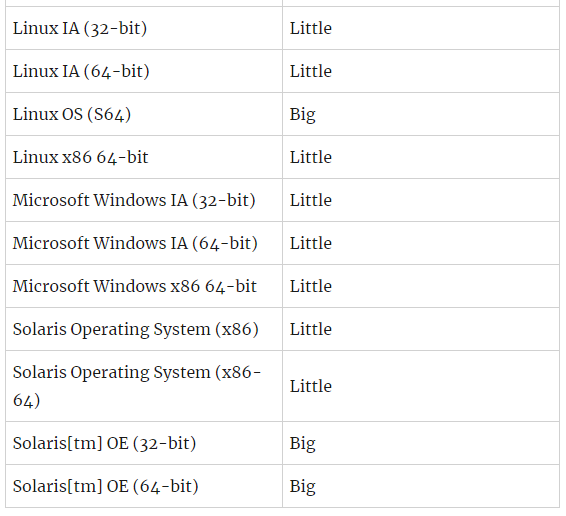 Linux IA (32-bit) Little
Linux IA (64-bit) Little
Linux OS (S64) Big
Linux x86 64-bit Little
Microsoft Windows IA (32-bit) Little
Microsoft Windows IA (64-bit) Little
Microsoft Windows x86 64-bit Little
Solaris Operating System (x86) Little
Solaris Operating System (x86-
64) Little
Solaris[tm] OE (32-bit) Big
Solaris[tm] OE (64-bit) Big